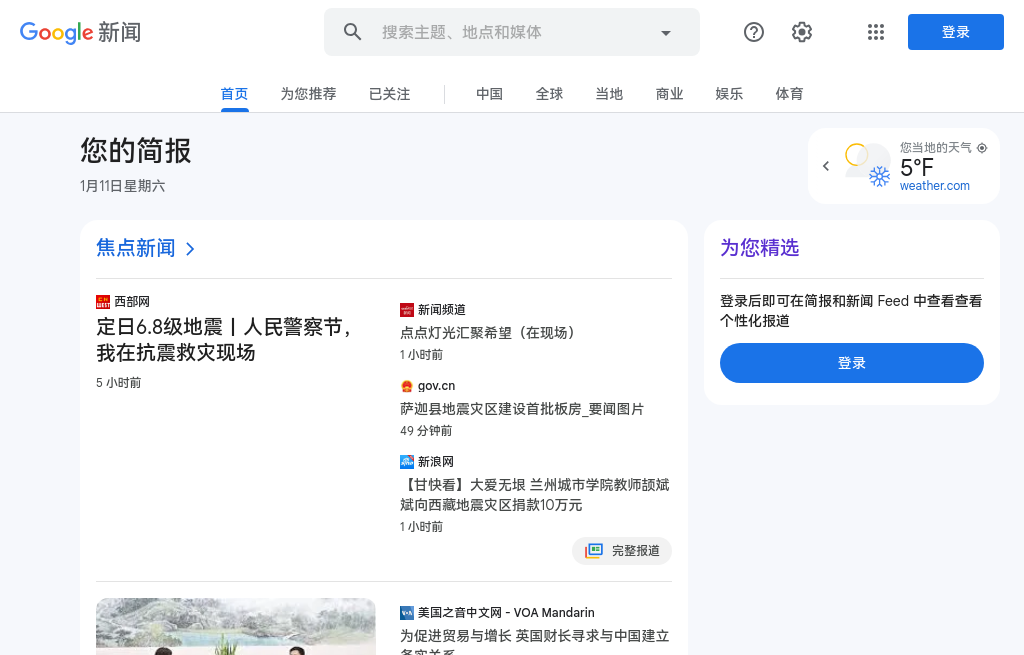 Google 新闻
搜索主题、地点和媒体
登录
首页
为您推荐
已关注
中国
全球
当地
商业
娱乐
体育
您的简报
1月11日星期六
您当地的天气
5°F
weather.com
焦点新闻
西部网
定日6.8级地震丨人民警察节，
我在抗震救灾现场
5 小时前
新闻频道
点点灯光汇聚希望（在现场）
1 小时前
gov.cn
萨迦县地震灾区建设首批板房_要闻图片
49 分钟前
新浪网
【甘快看】大爱无垠 兰州城市学院教师颉斌
斌向西藏地震灾区捐款10万元
1 小时前
完整报道
为您精选
登录后即可在简报和新闻 Feed 中查看查看
个性化报道
登录
美国之音中文网 - VOA Mandarin
为促进贸易与增长 英国财长寻求与中国建立
务实关系